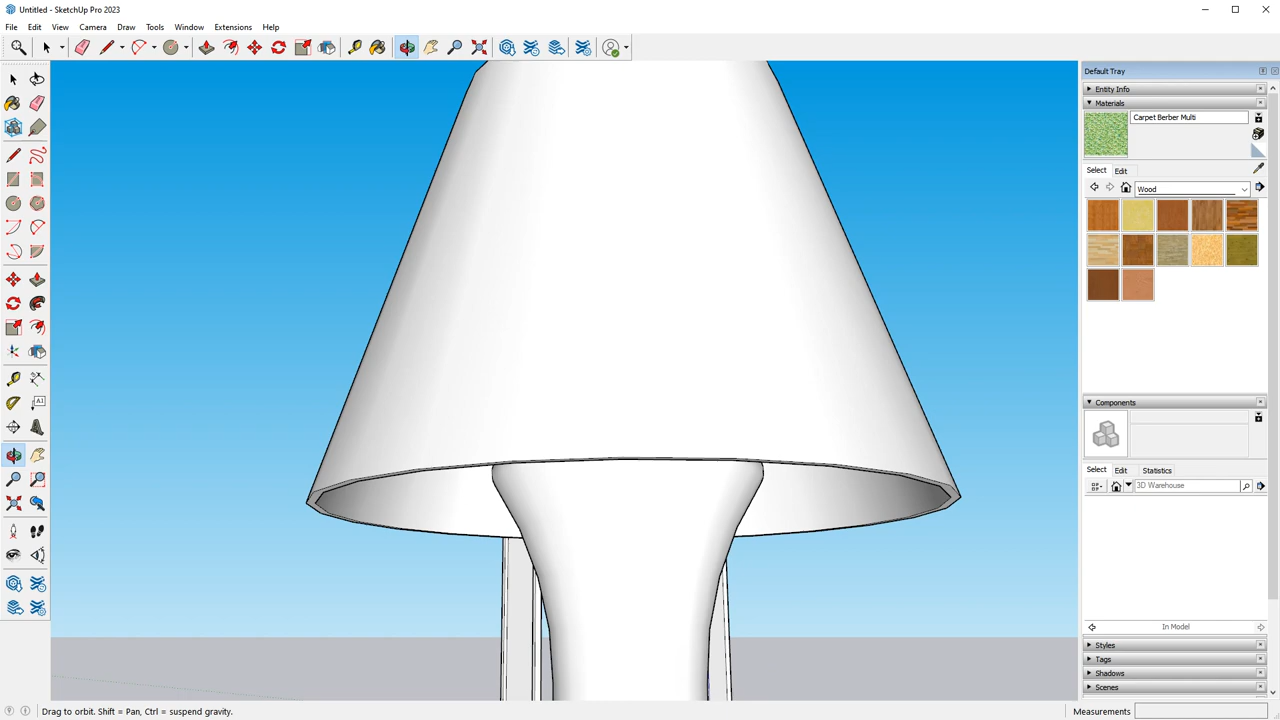 Untitled - SketchUp Pro 2023
File Edit View Camera Draw Tools Window Extensions Help
Default Tray
Entity Info
Materials
Carpet Berber Multi
Select Edit
Wood
Components
Select Edit Statistics
3D Warehouse
In Model
Styles
Tags
Shadows
Scenes
Drag to orbit. Shift = Pan, Ctrl = suspend gravity.
Measurements